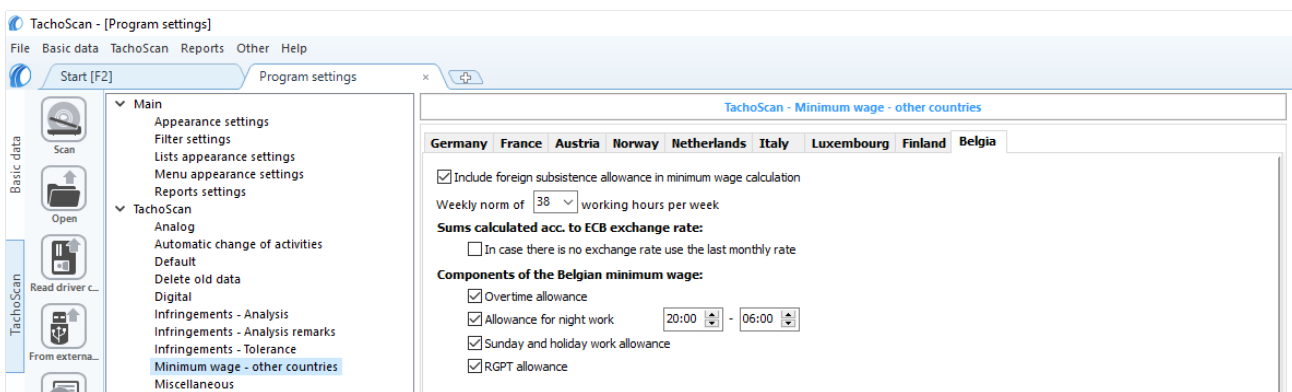 TachoScan - [Program settings]
File Basic data TachoScan Reports Other Help
Start [F2]
Program settings
Basic data
TachoScan
Scan
Open
Read driver c...
From externa...
Main
Appearance settings
Filter settings
Lists appearance settings
Menu appearance settings
Reports settings
TachoScan
Analog
Automatic change of activities
Default
Delete old data
Digital
Infringements - Analysis
Infringements - Analysis remarks
Infringements - Tolerance
Minimum wage - other countries
Miscellaneous
TachoScan - Minimum wage - other countries
Germany France Austria Norway Netherlands Italy Luxembourg Finland Belgia
Include foreign subsistence allowance in minimum wage calculation
Weekly norm of 38 working hours per week
Sums calculated acc. to ECB exchange rate:
In case there is no exchange rate use the last monthly rate
Components of the Belgian minimum wage:
Overtime allowance
Allowance for night work 20:00 - 06:00
Sunday and holiday work allowance
RGPT allowance